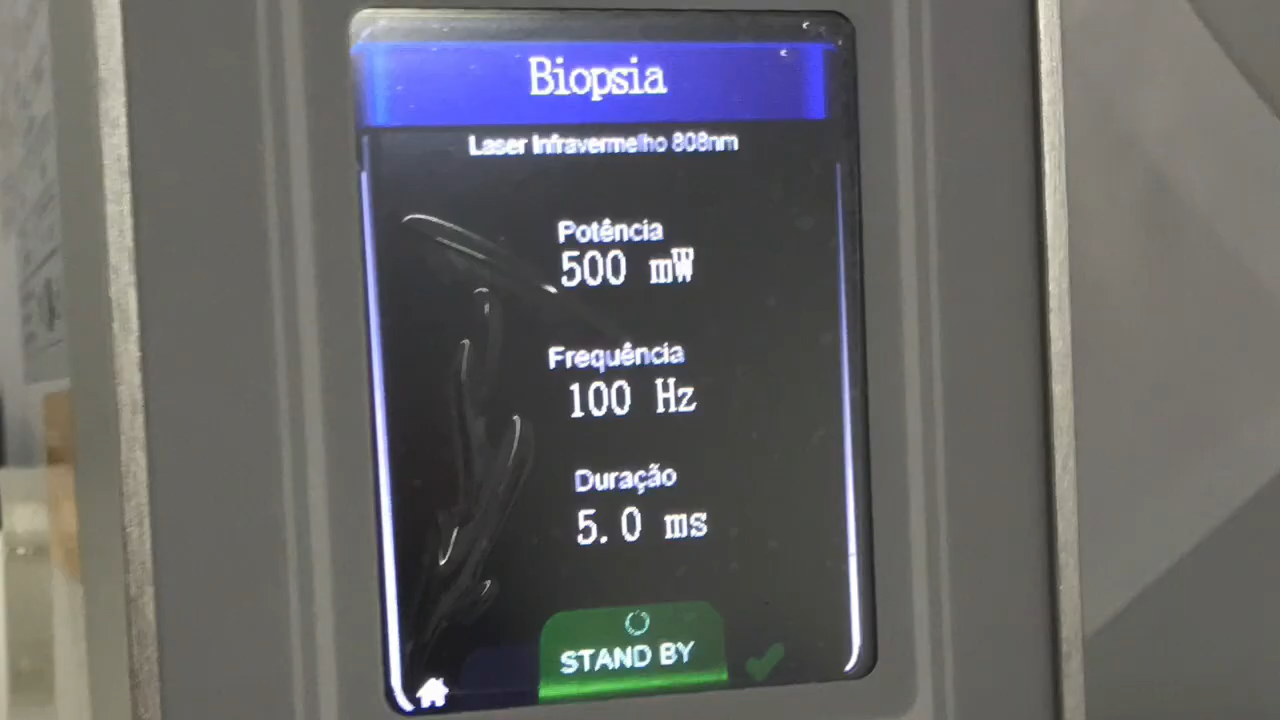 Biopsia
Laser Infravermelho 808nm
Potência
500 mW
Frequência
100 Hz
Duração
5.0 ms
STAND BY